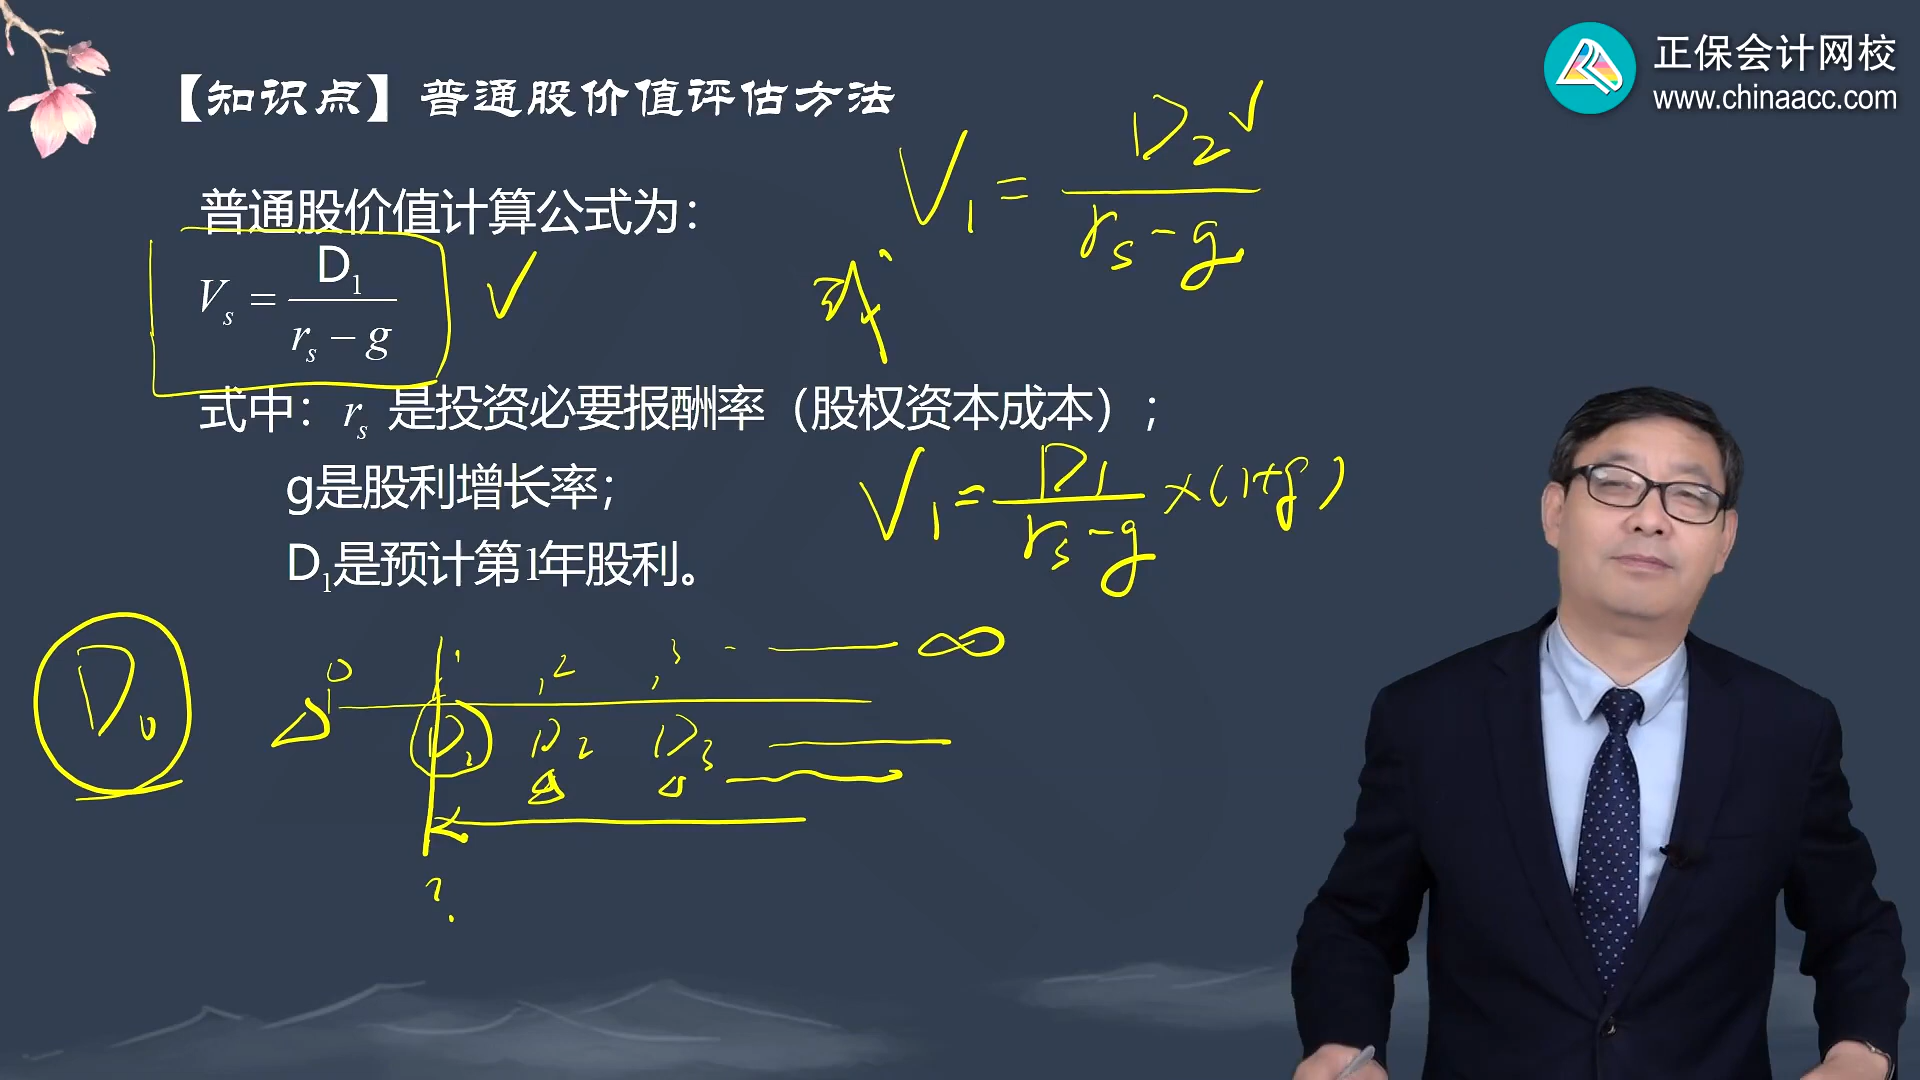 正保会计网校
www.chinaacc.com
【知识点】普通股价值评估方法
V₁ = D₂ ✓ / (rₛ - g)
普通股价值计算公式为：
Vₛ = D₁ / (rₛ - g) ✓
或
式中：rₛ 是投资必要报酬率（股权资本成本）；
g是股利增长率；
V₁ = D₁ / (rₛ - g) × (1+g)
D₁是预计第1年股利。
D₀
0 1 2 3 ∞
D₁ D₂ D₃
?